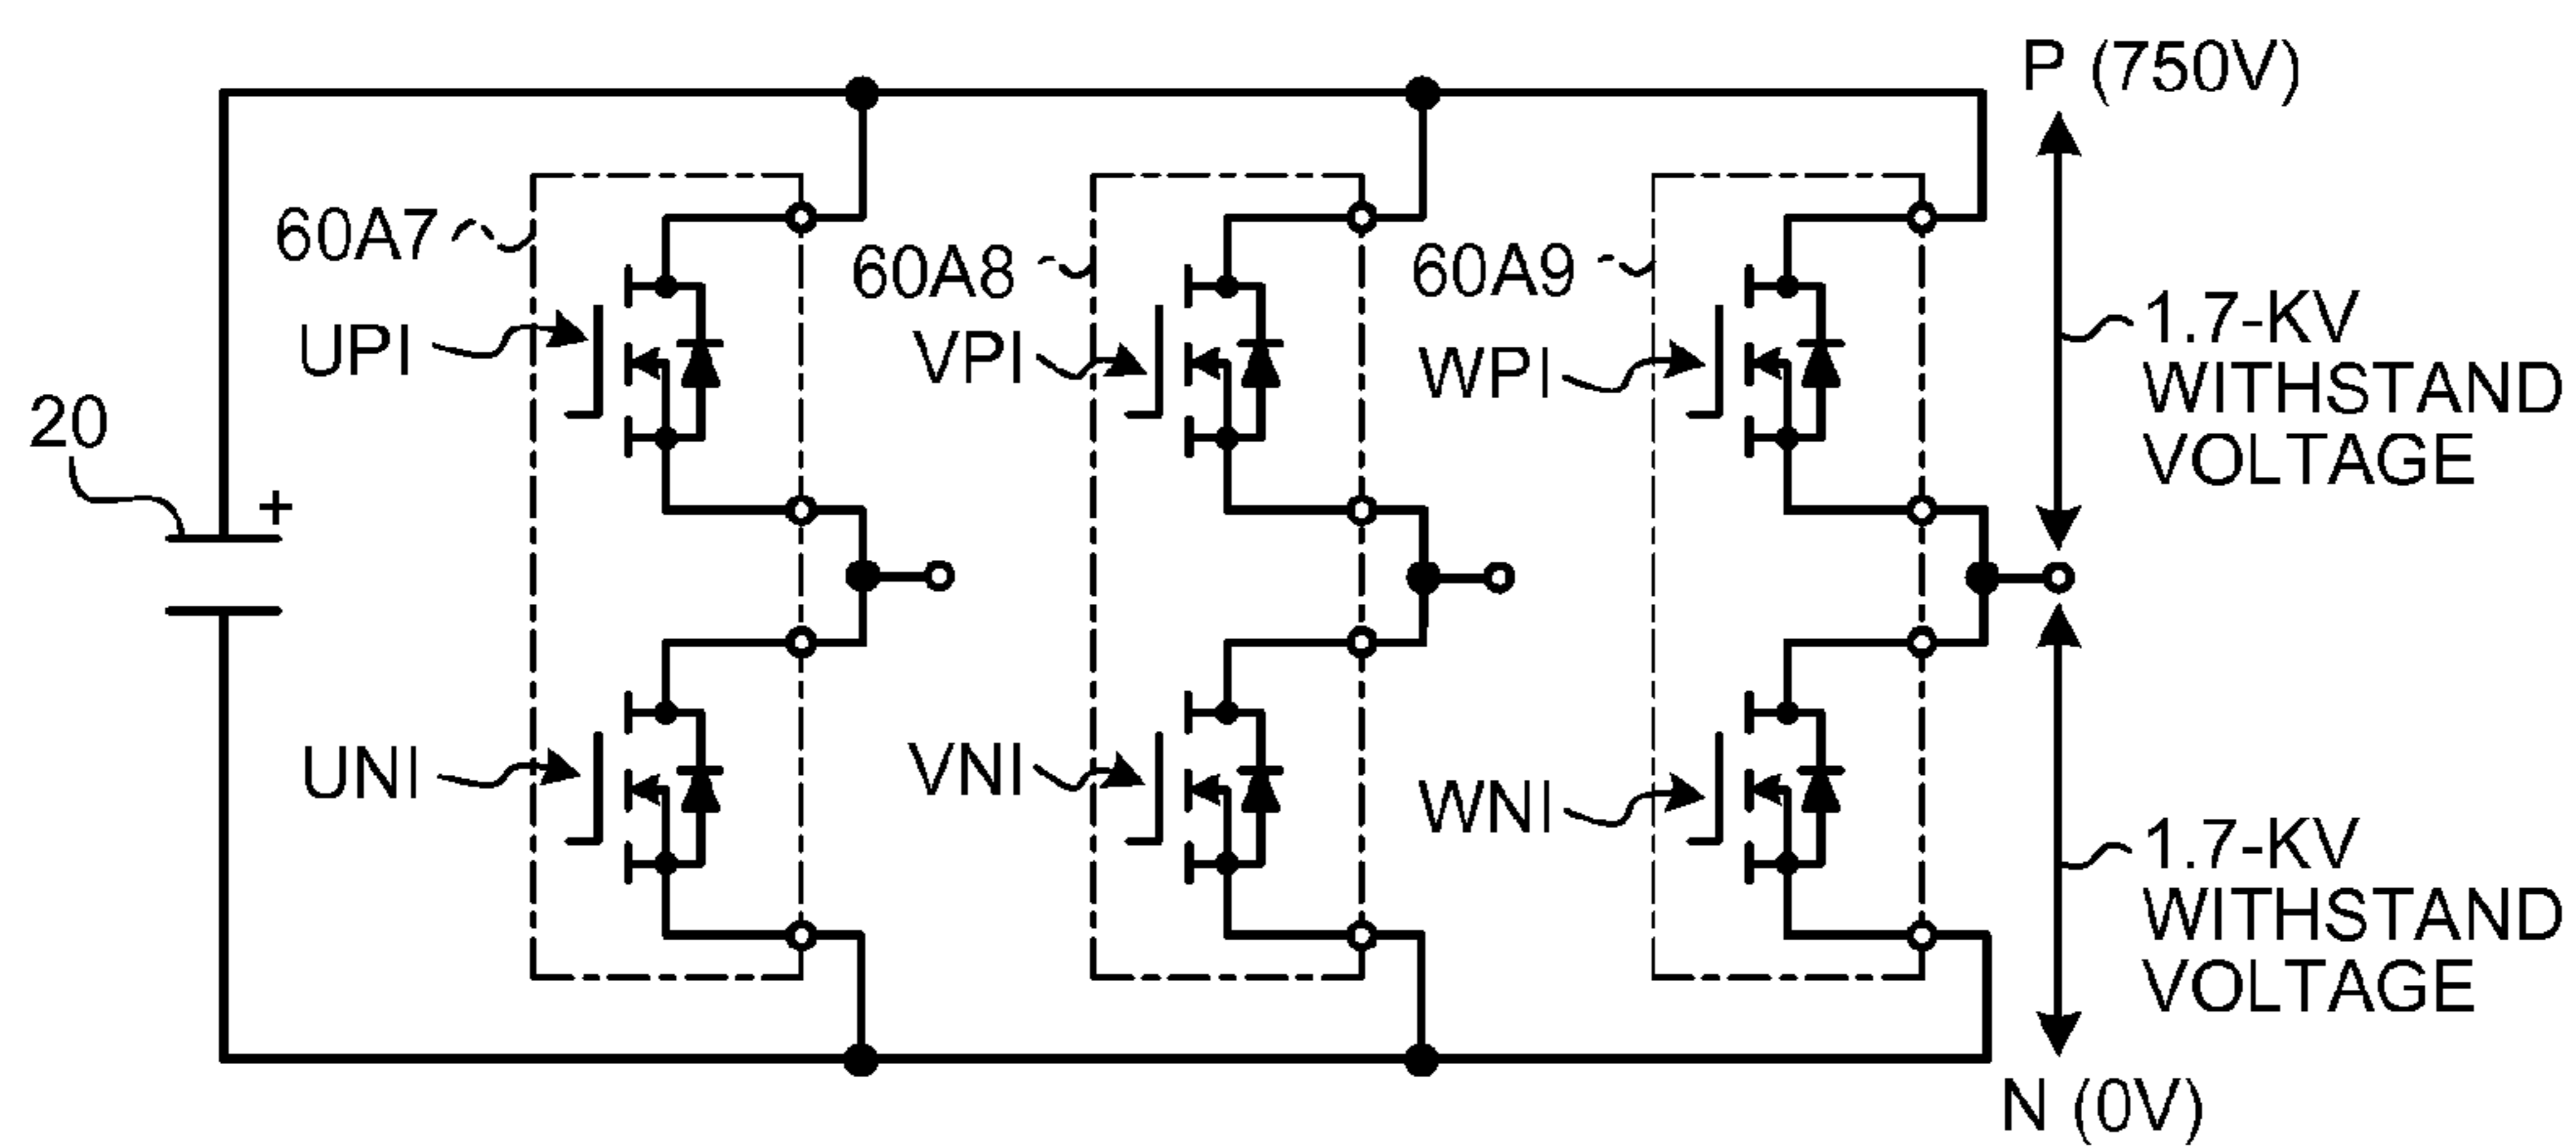 P (750V)
60A7
60A8
60A9
UPI
VPI
WPI
1.7-KV
WITHSTAND
VOLTAGE
20
+
UNI
VNI
WNI
1.7-KV
WITHSTAND
VOLTAGE
N (0V)